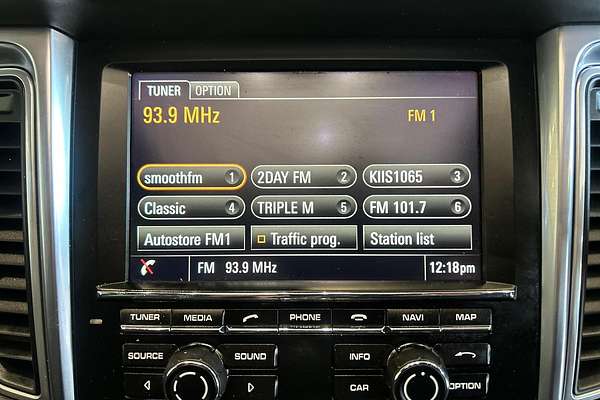 TUNER OPTION
93.9 MHz FM 1
smoothfm 1 2DAY FM 2 KIIS1065 3
Classic 4 TRIPLE M 5 FM 101.7 6
Autostore FM1 Traffic prog. Station list
FM 93.9 MHz 12:18pm
TUNER MEDIA PHONE NAVI MAP
SOURCE SOUND INFO
CAR OPTION